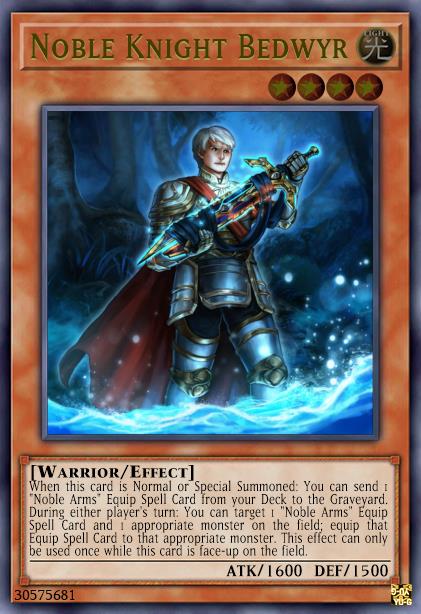 Noble Knight Bedwyr
LIGHT
光
[Warrior/Effect]
When this card is Normal or Special Summoned: You can send 1
"Noble Arms" Equip Spell Card from your Deck to the Graveyard.
During either player's turn: You can target 1 "Noble Arms" Equip
Spell Card and 1 appropriate monster on the field; equip that
Equip Spell Card to that appropriate monster. This effect can only
be used once while this card is face-up on the field.
ATK/1600 DEF/1500
30575681